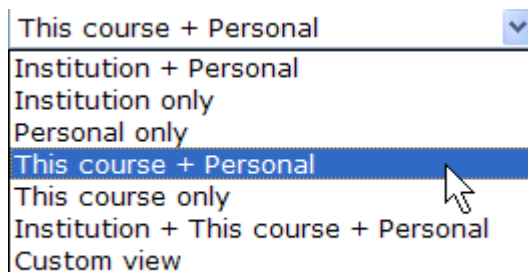 This course + Personal
Institution + Personal
Institution only
Personal only
This course + Personal
This course only
Institution + This course + Personal
Custom view